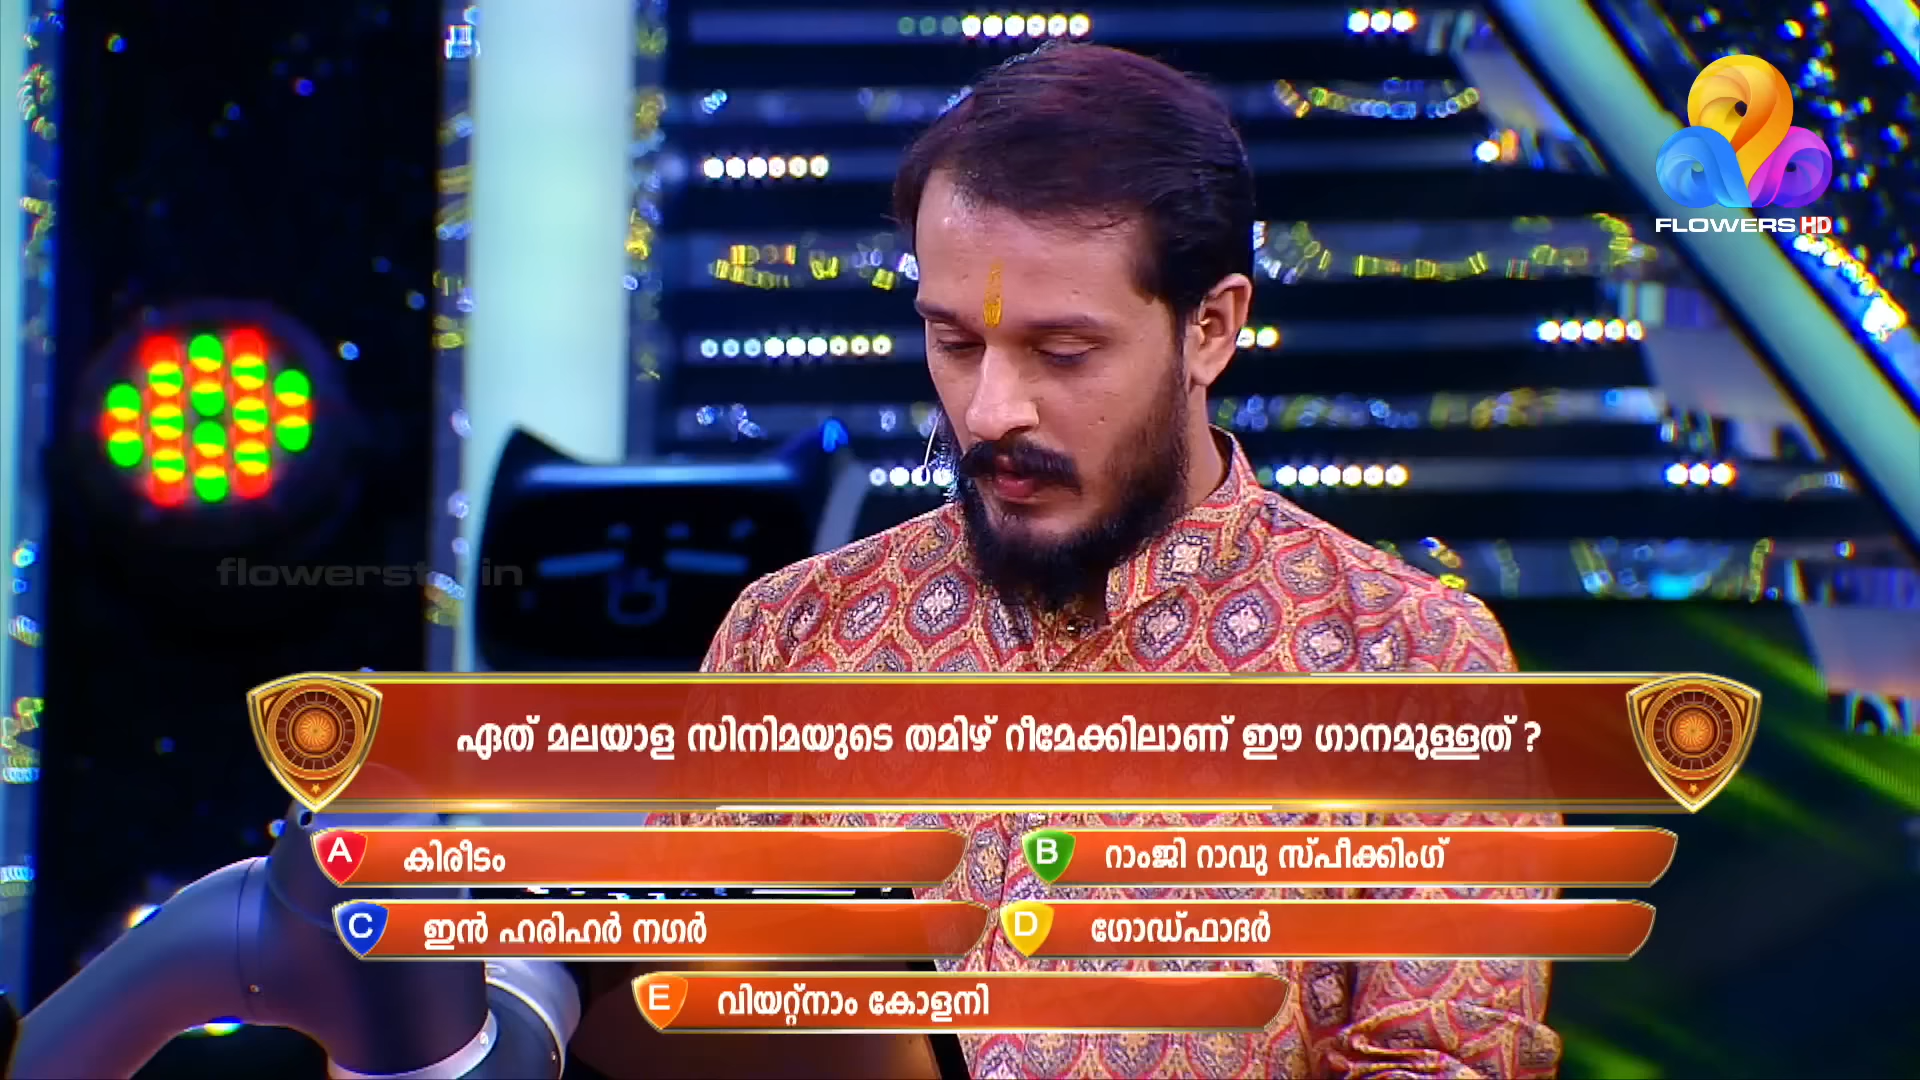 FLOWERS HD
ഏത് മലയാള സിനിമയുടെ തമിഴ് റീമേക്കിലാണ് ഈ ഗാനമുള്ളത് ?
A കിരീടം
B റാംജി റാവു സ്പീക്കിംഗ്
C ഇൻ ഹരിഹർ നഗർ
D ഗോഡ്ഫാദർ
E വിയറ്റ്നാം കോളനി